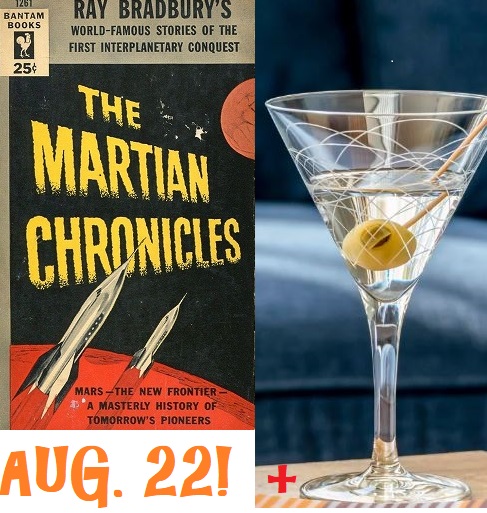 1261
BANTAM
BOOKS
25¢
RAY BRADBURY'S
WORLD-FAMOUS STORIES OF THE
FIRST INTERPLANETARY CONQUEST
THE
MARTIAN
CHRONICLES
MARS—THE NEW FRONTIER—
A MASTERLY HISTORY OF
TOMORROW'S PIONEERS
AUG. 22! +